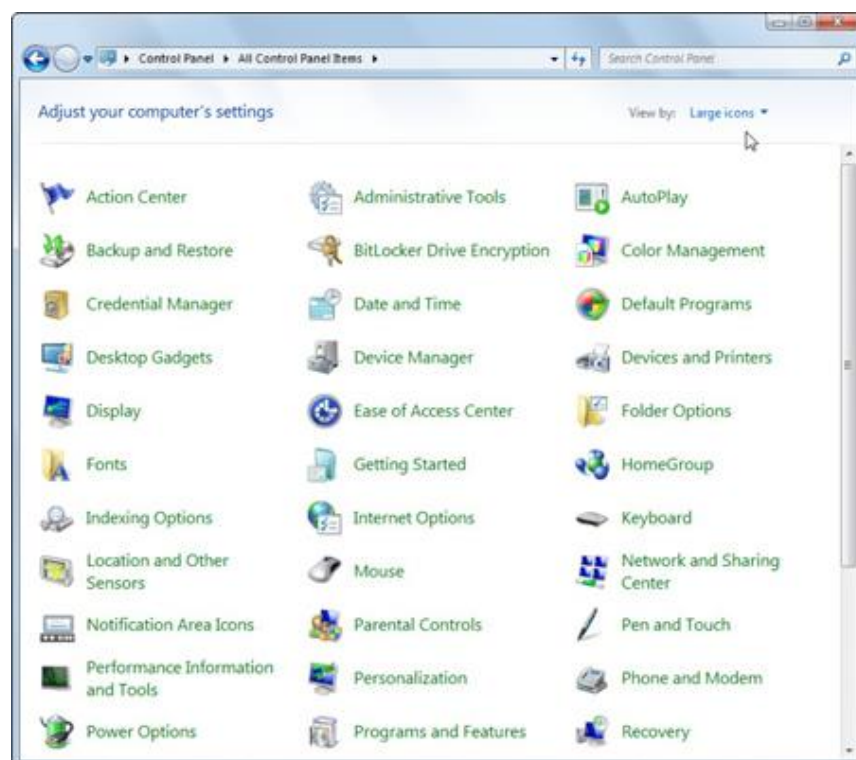 Control Panel All Control Panel Items
Search Control Panel
Adjust your computer's settings
View by: Large icons
Action Center
Administrative Tools
AutoPlay
Backup and Restore
BitLocker Drive Encryption
Color Management
Credential Manager
Date and Time
Default Programs
Desktop Gadgets
Device Manager
Devices and Printers
Display
Ease of Access Center
Folder Options
Fonts
Getting Started
HomeGroup
Indexing Options
Internet Options
Keyboard
Location and Other
Sensors
Mouse
Network and Sharing
Center
Notification Area Icons
Parental Controls
Pen and Touch
Performance Information
and Tools
Personalization
Phone and Modem
Power Options
Programs and Features
Recovery